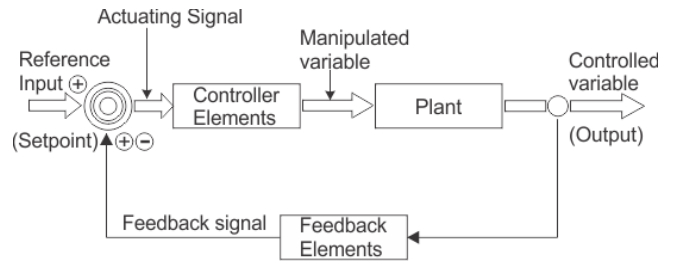 Actuating Signal
Reference
Input +
(Setpoint) + −
Controller
Elements
Manipulated
variable
Plant
Controlled
variable
(Output)
Feedback signal
Feedback
Elements